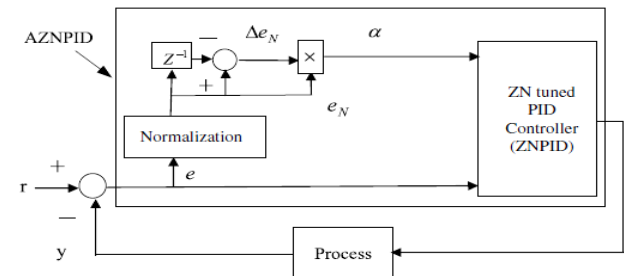 AZNPID
− Δe_N α
Z⁻¹ ×
+
e_N
ZN tuned
PID
Controller
(ZNPID)
Normalization
+ e
r
−
y
Process